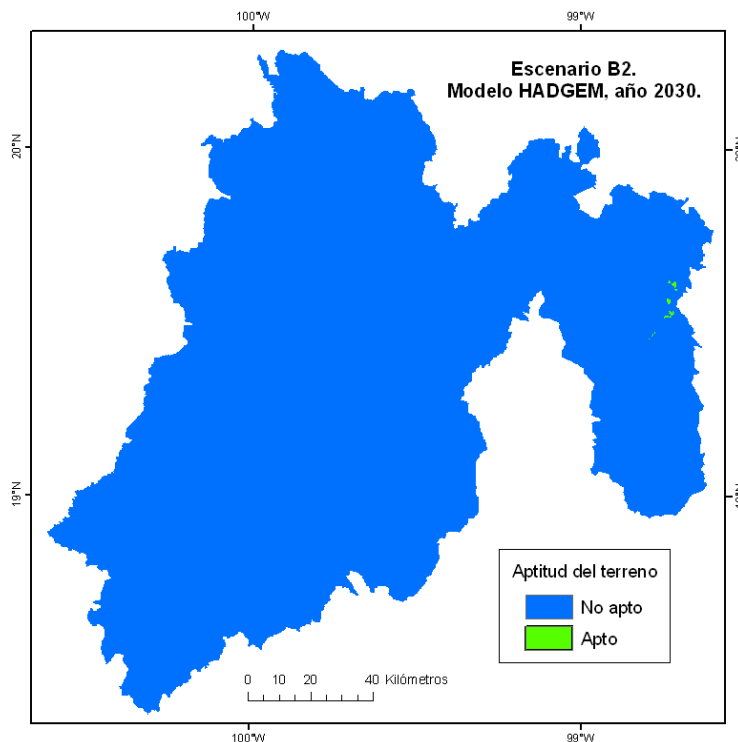 100°W
99°W
Escenario B2.
Modelo HADGEM, año 2030.
20°N
19°N
Aptitud del terreno
No apto
Apto
0 10 20 40 Kilómetros
100°W
99°W